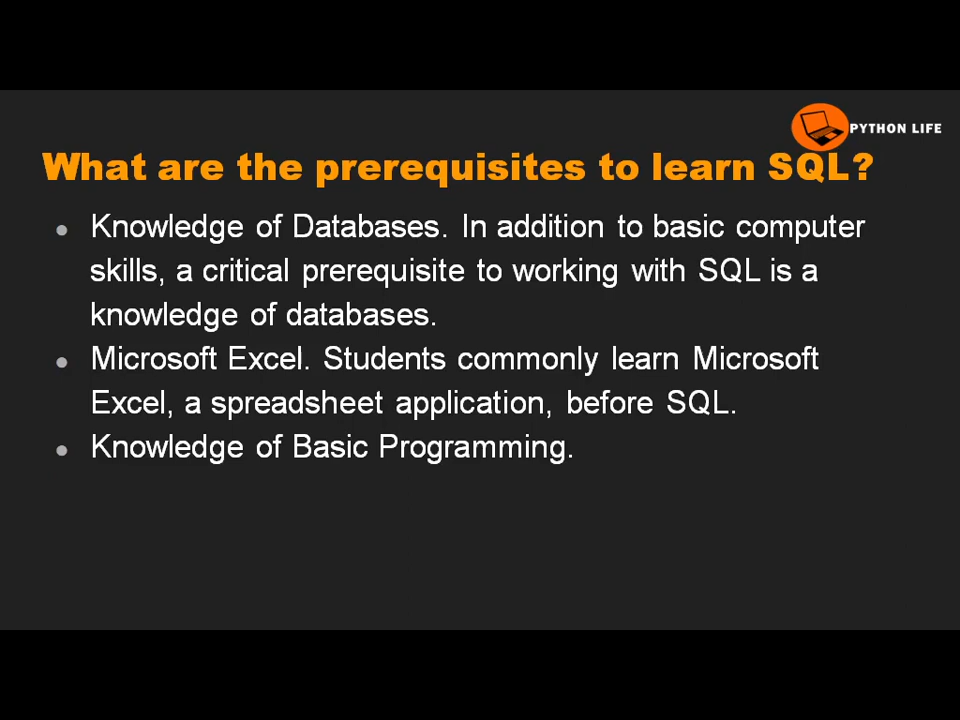 PYTHON LIFE
What are the prerequisites to learn SQL?
● Knowledge of Databases. In addition to basic computer
skills, a critical prerequisite to working with SQL is a
knowledge of databases.
● Microsoft Excel. Students commonly learn Microsoft
Excel, a spreadsheet application, before SQL.
● Knowledge of Basic Programming.